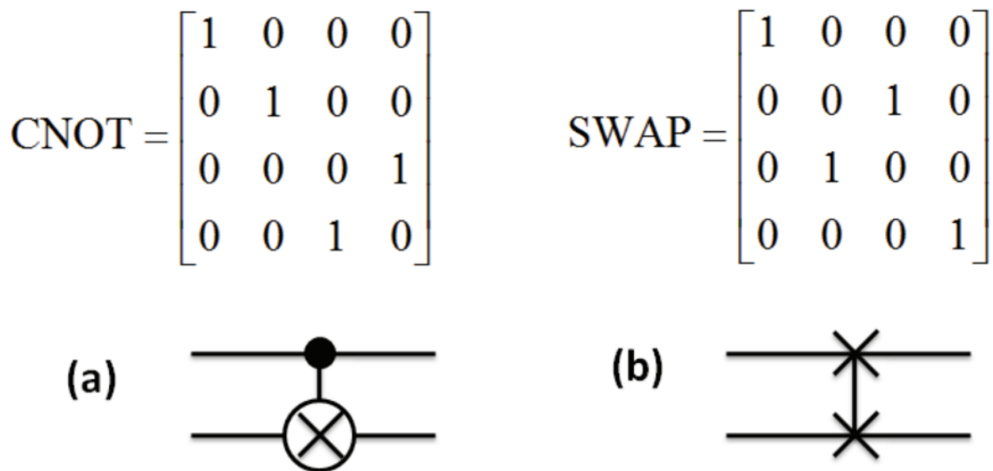 CNOT = [1 0 0 0
0 1 0 0
0 0 0 1
0 0 1 0]
SWAP = [1 0 0 0
0 0 1 0
0 1 0 0
0 0 0 1]
(a)
(b)